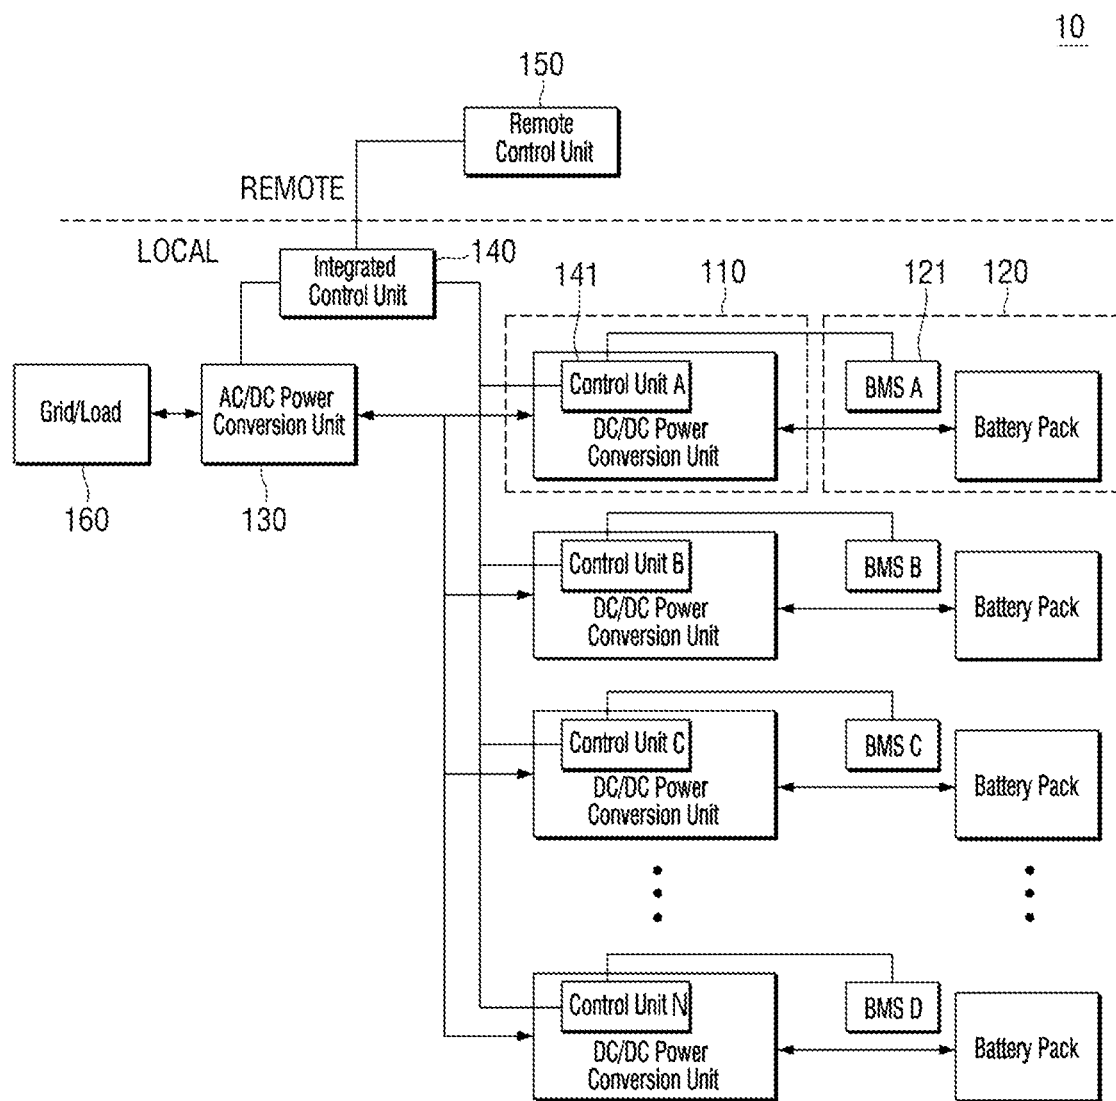 10
150
Remote
Control Unit
REMOTE
LOCAL
140
Integrated
Control Unit
141
110
121
120
Control Unit A
BMS A
Grid/Load
AC/DC Power
Conversion Unit
DC/DC Power
Conversion Unit
Battery Pack
160
130
Control Unit B
BMS B
DC/DC Power
Conversion Unit
Battery Pack
Control Unit C
BMS C
DC/DC Power
Conversion Unit
Battery Pack
Control Unit N
BMS D
DC/DC Power
Conversion Unit
Battery Pack